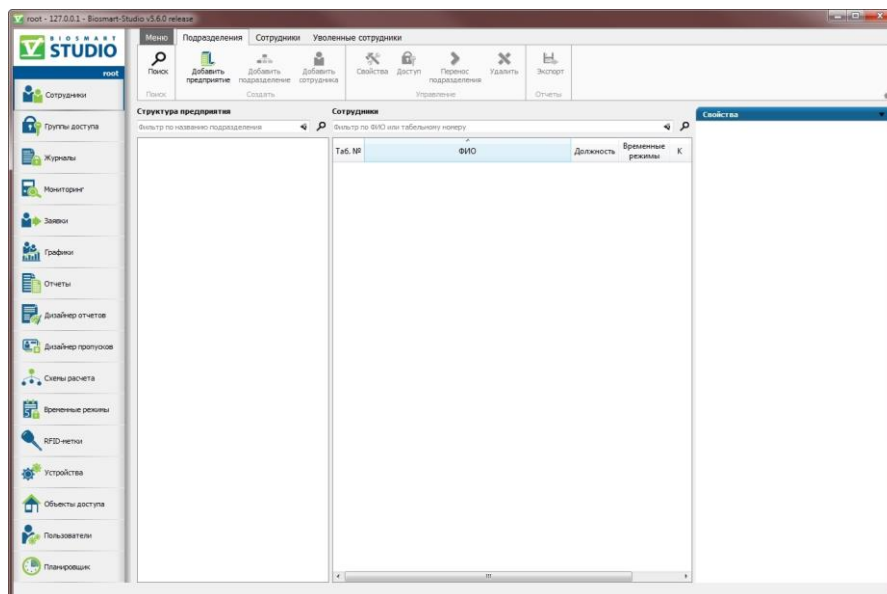 root - 127.0.0.1 - Biosmart-Studio v5.6.0 release
BIOSMART
STUDIO
root
Сотрудники
Группы доступа
Журналы
Мониторинг
Заявки
Графики
Отчеты
Дизайнер отчетов
Дизайнер пропусков
Схемы расчета
Временные режимы
RFID-метки
Устройства
Объекты доступа
Пользователи
Планировщик
Меню Подразделения Сотрудники Уволенные сотрудники
Поиск
Добавить предприятие
Добавить подразделение
Добавить сотрудника
Свойства
Доступ
Перенос подразделения
Удалить
Экспорт
Поиск Создать Управление Отчеты
Структура предприятия
Фильтр по названию подразделения
Сотрудники
Фильтр по ФИО или табельному номеру
Таб. № ФИО Должность Временные режимы К
Свойства